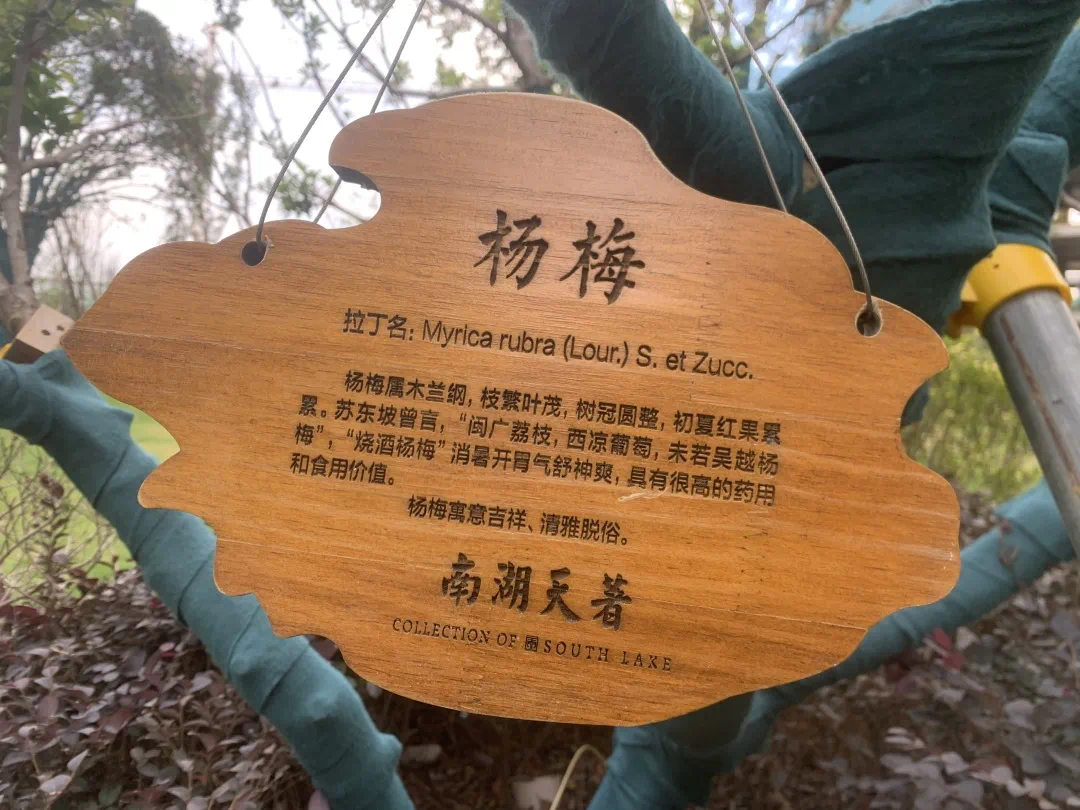 杨梅
拉丁名: Myrica rubra (Lour.) S. et Zucc.
杨梅属木兰纲, 枝繁叶茂, 树冠圆整, 初夏红果累
累。苏东坡曾言, “闽广荔枝, 西凉葡萄, 未若吴越杨
梅”, “烧酒杨梅” 消暑开胃气舒神爽, 具有很高的药用
和食用价值。
杨梅寓意吉祥、清雅脱俗。
南湖天著
COLLECTION OF SOUTH LAKE